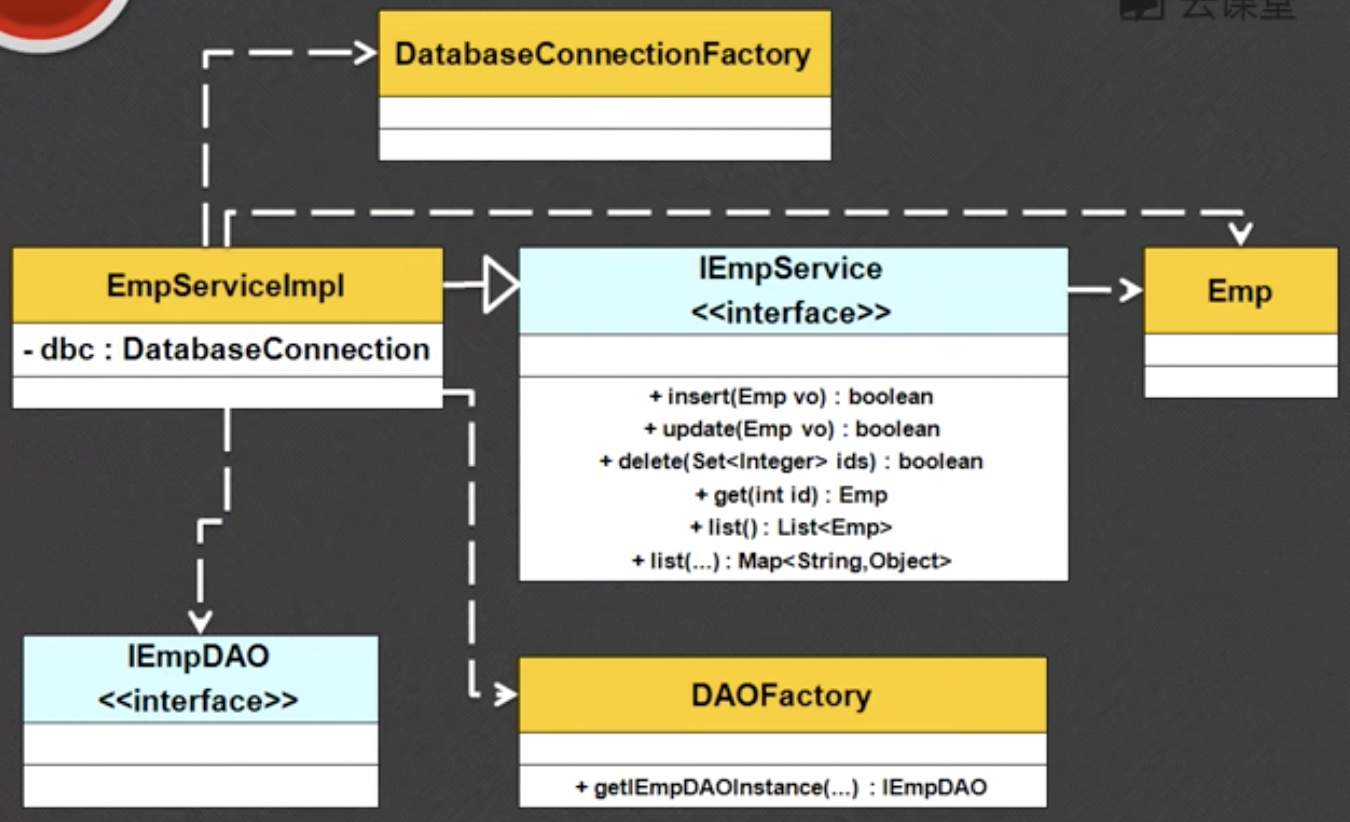 云课堂
DatabaseConnectionFactory
EmpServiceImpl
- dbc : DatabaseConnection
IEmpService
<<interface>>
+ insert(Emp vo) : boolean
+ update(Emp vo) : boolean
+ delete(Set<Integer> ids) : boolean
+ get(int id) : Emp
+ list() : List<Emp>
+ list(...) : Map<String,Object>
Emp
IEmpDAO
<<interface>>
DAOFactory
+ getIEmpDAOInstance(...) : IEmpDAO